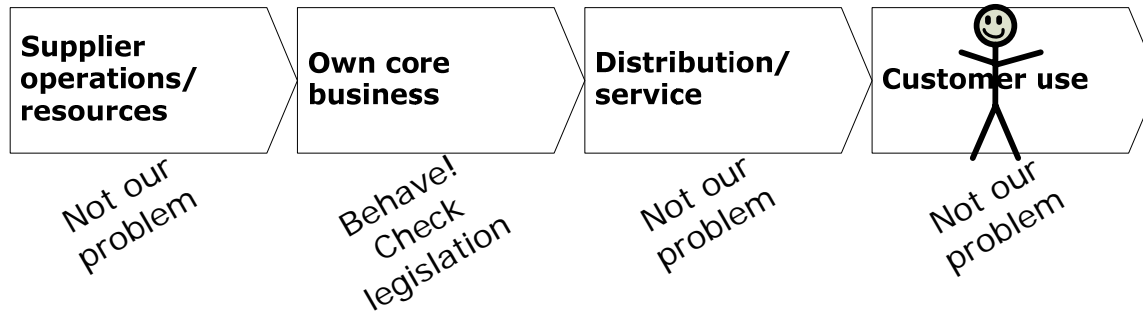 Supplier
operations/
resources
Own core
business
Distribution/
service
Customer use
Not our
problem
Behave!
Check
legislation
Not our
problem
Not our
problem